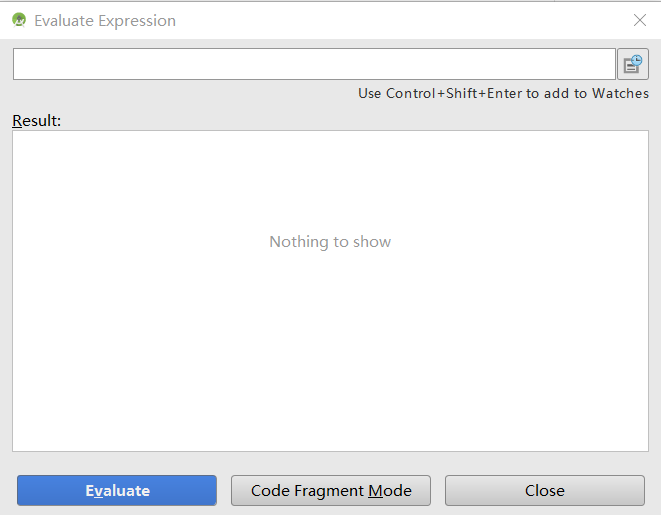 Evaluate Expression
Use Control+Shift+Enter to add to Watches
Result:
Nothing to show
Evaluate
Code Fragment Mode
Close